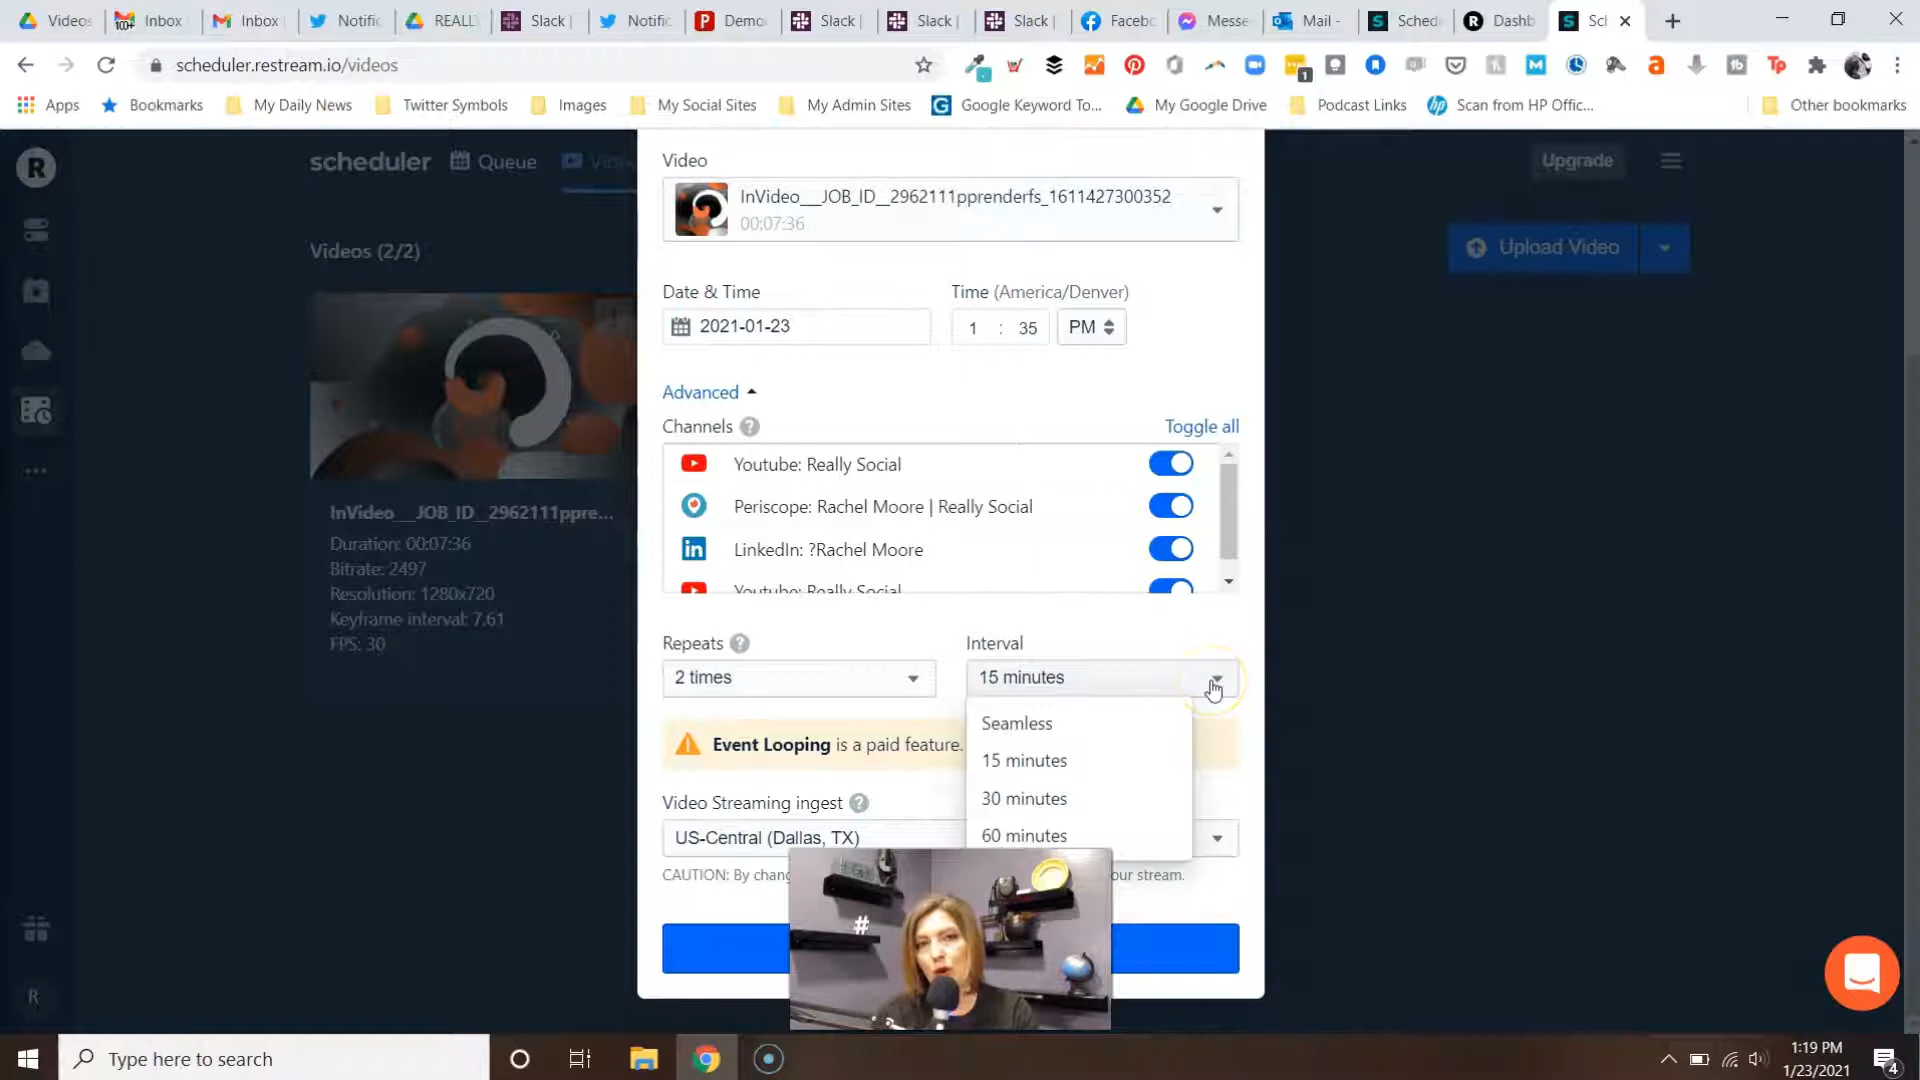 Videos
100+ Inbox
Inbox
Notific
REALL
Slack |
Notific
Demo
Slack |
Slack |
Slack |
Faceb
Messe
Mail -
Sched
Dashb
Sc
scheduler.restream.io/videos
Apps
Bookmarks
My Daily News
Twitter Symbols
Images
My Social Sites
My Admin Sites
Google Keyword To...
My Google Drive
Podcast Links
Scan from HP Offic...
Other bookmarks
R
scheduler
Queue
Upgrade
Videos (2/2)
Upload Video
InVideo___JOB_ID__2962111ppre...
Duration: 00:07:36
Bitrate: 2497
Resolution: 1280x720
Keyframe interval: 7.61
FPS: 30
Video
InVideo___JOB_ID__2962111pprenderfs_1611427300352
00:07:36
Date & Time
Time (America/Denver)
2021-01-23
1 : 35
PM
Advanced
Channels ?
Toggle all
Youtube: Really Social
Periscope: Rachel Moore | Really Social
LinkedIn: ?Rachel Moore
Youtube: Really Social
Repeats ?
Interval
2 times
15 minutes
Seamless
15 minutes
30 minutes
60 minutes
Event Looping is a paid feature.
Video Streaming ingest ?
US-Central (Dallas, TX)
CAUTION: By chang
our stream.
#
R
Type here to search
1:19 PM
1/23/2021
4